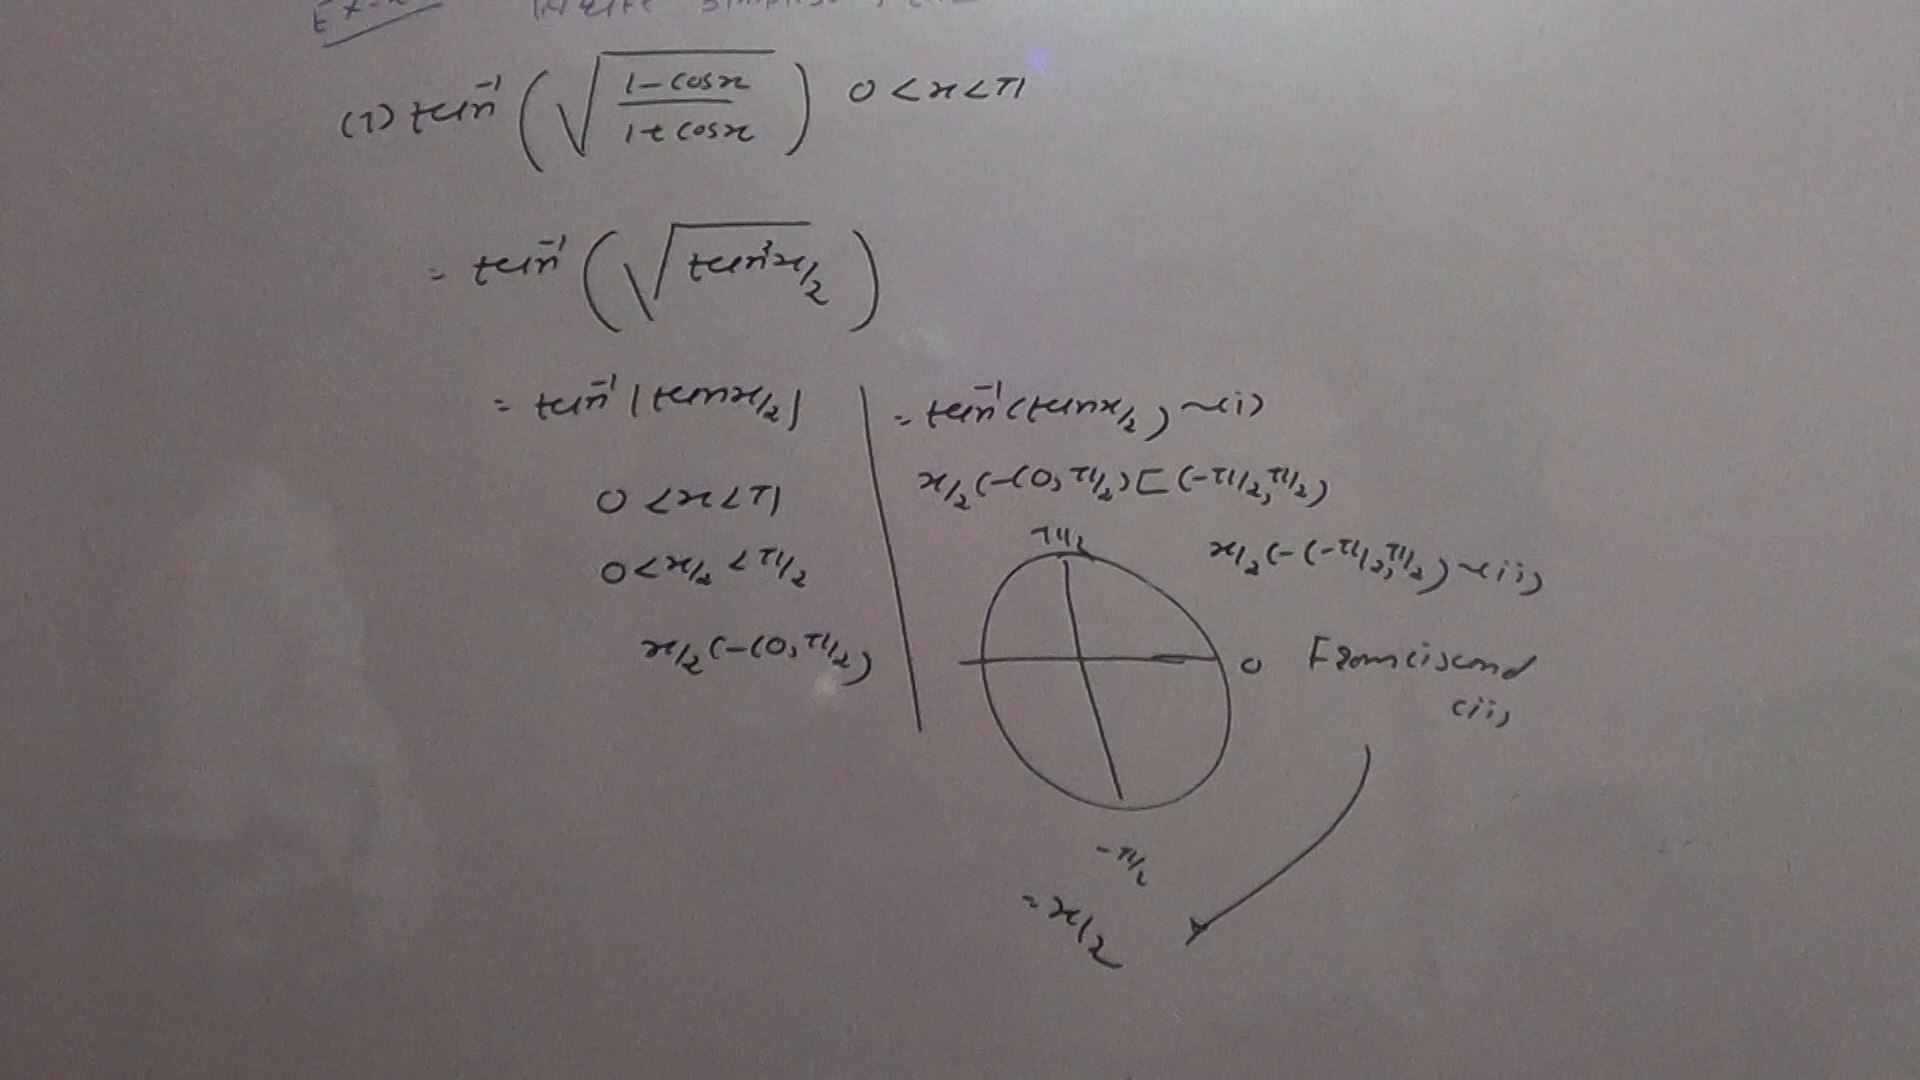 (1) tan⁻¹(√((1-cosx)/(1+cosx))) 0<x<π
= tan⁻¹(√(tan²x/2))
= tan⁻¹|tanx/2|
0<x<π
0<x/2<π/2
x/2 (-(0, π/2)
= tan⁻¹(tanx/2) ~(i)
x/2 (-(0, π/2) ⊏ (-π/2, π/2)
x/2 (- (-π/2, π/2) ~(ii)
π/2
0
-π/2
From (i) and
(ii)
= x/2